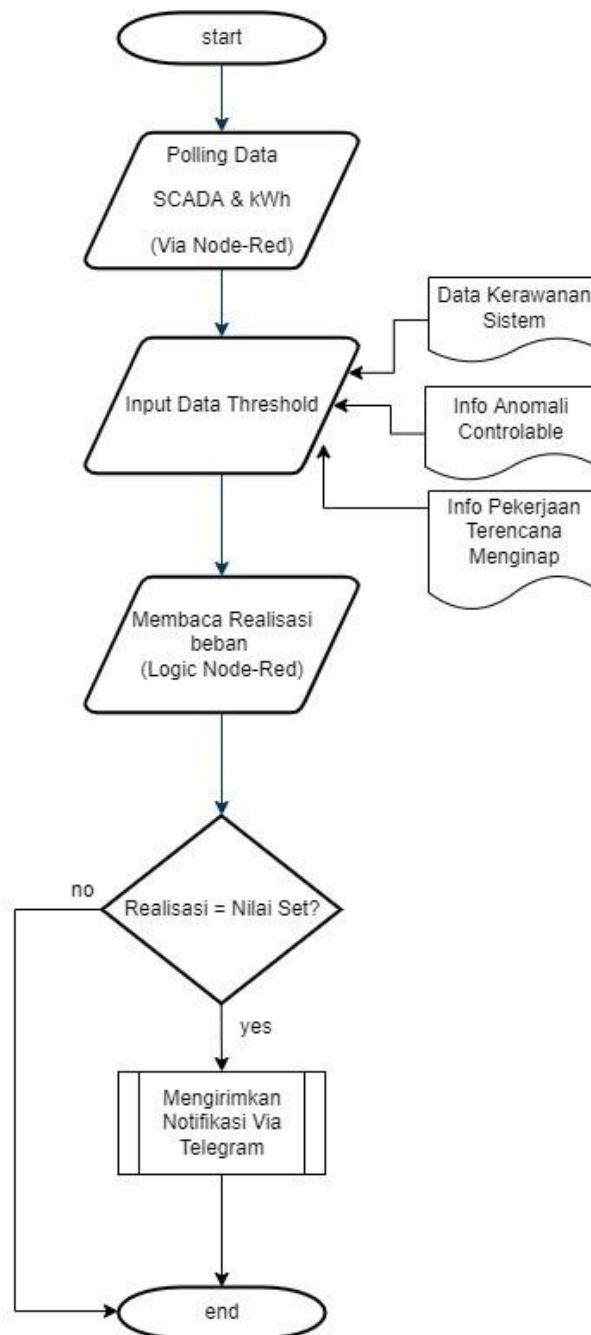 start
Polling Data
SCADA & kWh
(Via Node-Red)
Data Kerawanan
Sistem
Input Data Threshold
Info Anomali
Controlable
Info Pekerjaan
Terencana
Menginap
Membaca Realisasi
beban
(Logic Node-Red)
no
Realisasi = Nilai Set?
yes
Mengirimkan
Notifikasi Via
Telegram
end